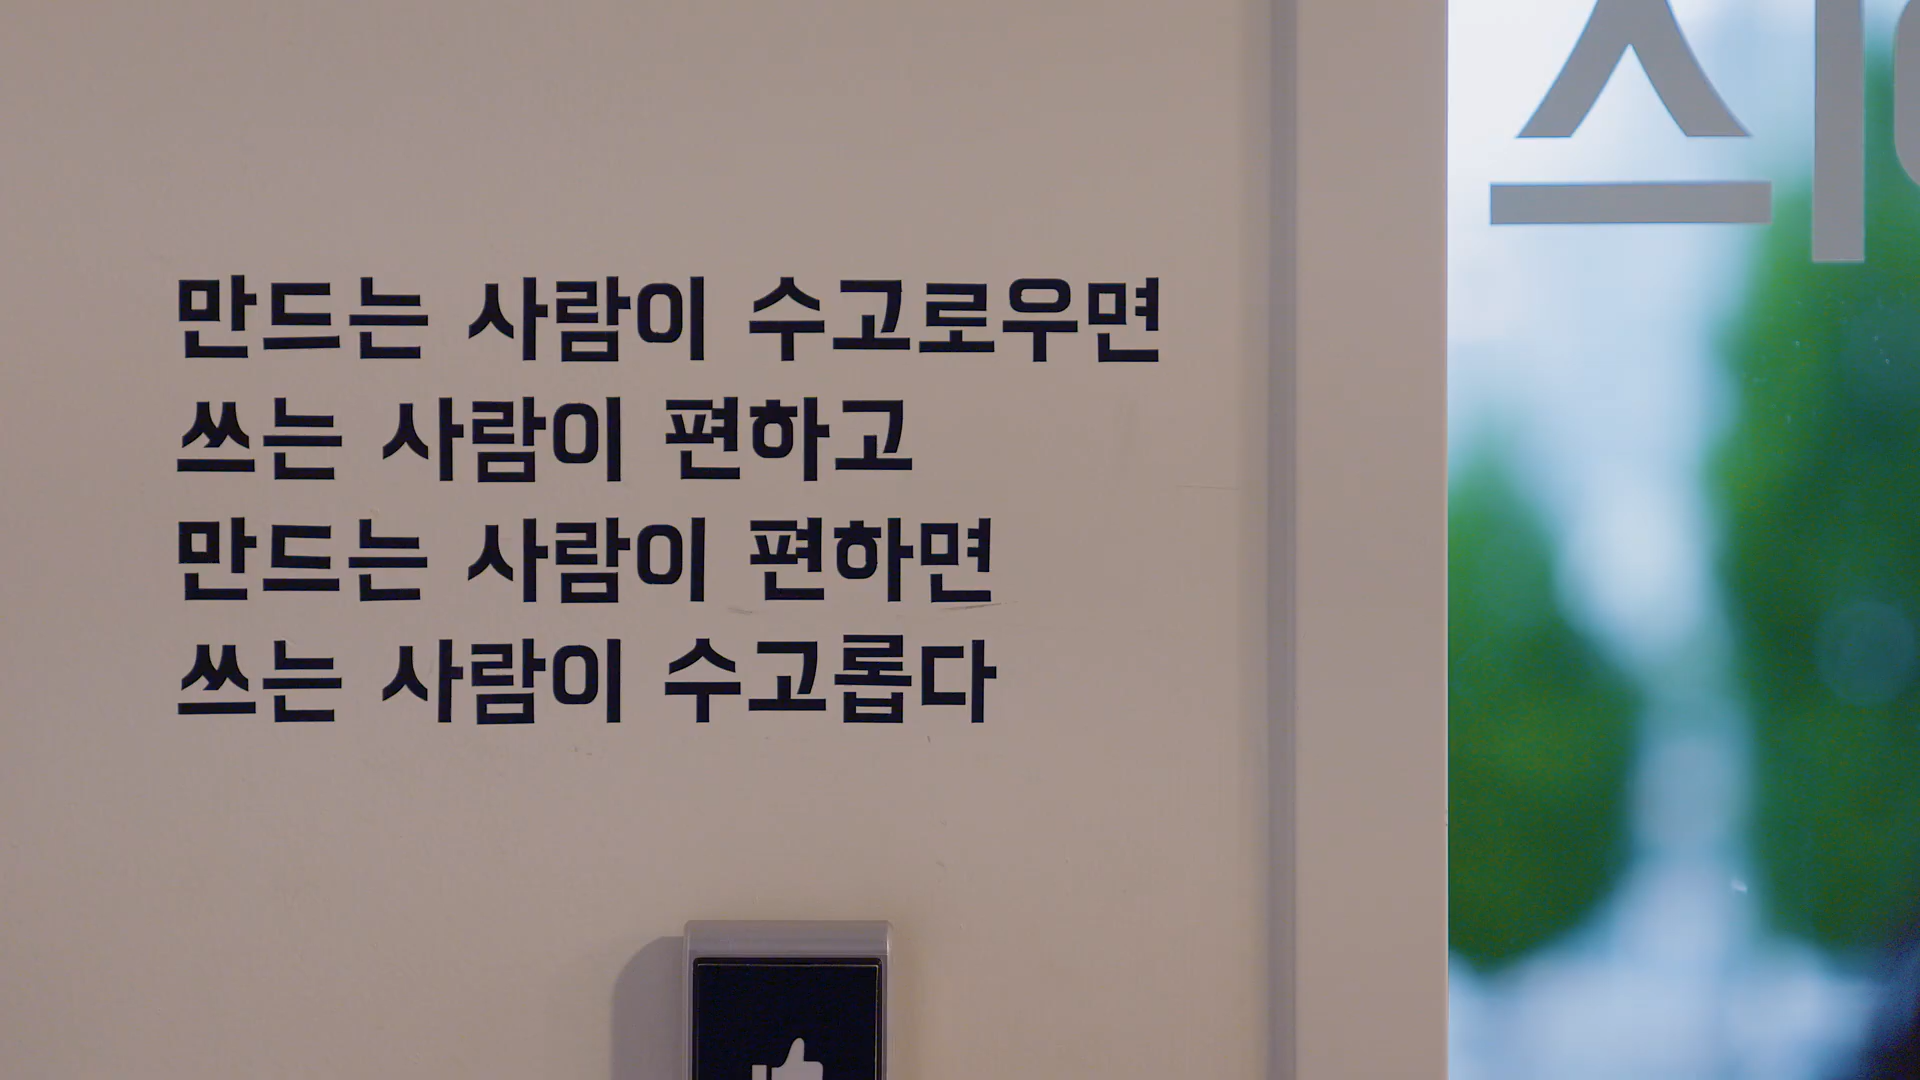 만드는 사람이 수고로우면
쓰는 사람이 편하고
만드는 사람이 편하면
쓰는 사람이 수고롭다